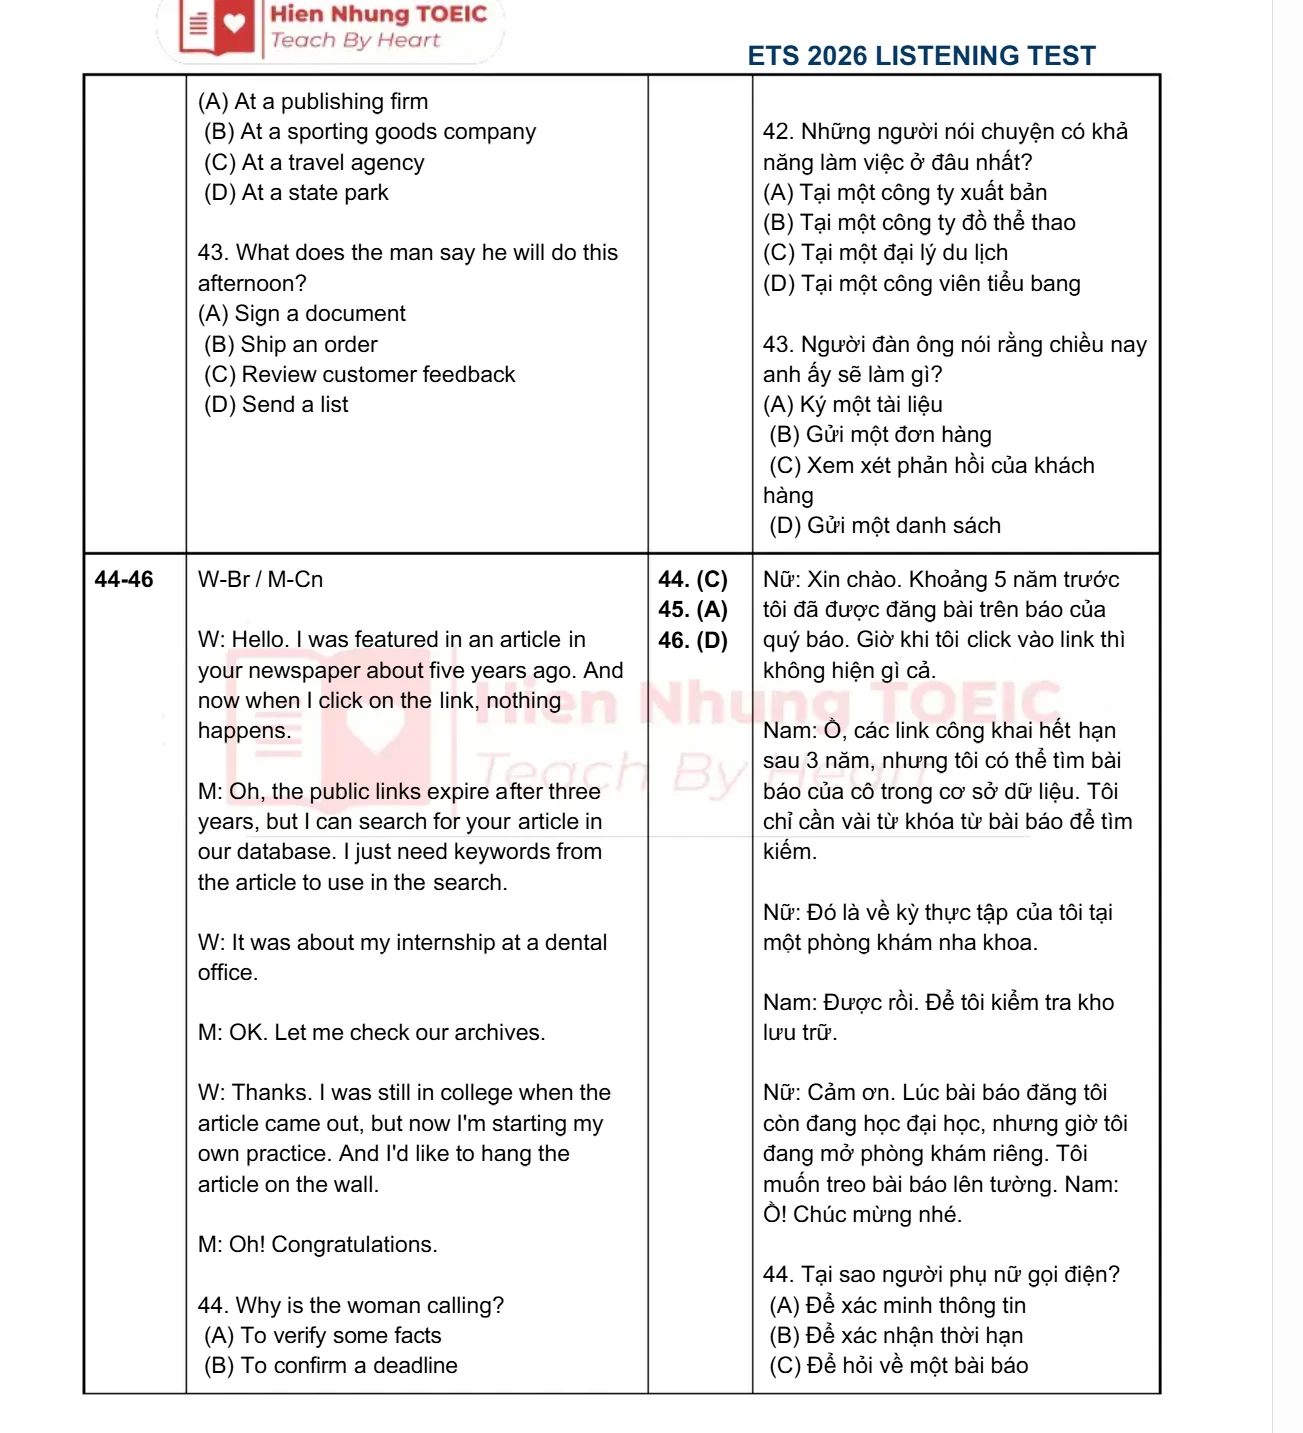 Hien Nhung TOEIC
Teach By Heart
ETS 2026 LISTENING TEST
(A) At a publishing firm
(B) At a sporting goods company
(C) At a travel agency
(D) At a state park
43. What does the man say he will do this
afternoon?
(A) Sign a document
(B) Ship an order
(C) Review customer feedback
(D) Send a list
42. Những người nói chuyện có khả
năng làm việc ở đâu nhất?
(A) Tại một công ty xuất bản
(B) Tại một công ty đồ thể thao
(C) Tại một đại lý du lịch
(D) Tại một công viên tiểu bang
43. Người đàn ông nói rằng chiều nay
anh ấy sẽ làm gì?
(A) Ký một tài liệu
(B) Gửi một đơn hàng
(C) Xem xét phản hồi của khách
hàng
(D) Gửi một danh sách
44-46
W-Br / M-Cn
W: Hello. I was featured in an article in
your newspaper about five years ago. And
now when I click on the link, nothing
happens.
M: Oh, the public links expire after three
years, but I can search for your article in
our database. I just need keywords from
the article to use in the search.
W: It was about my internship at a dental
office.
M: OK. Let me check our archives.
W: Thanks. I was still in college when the
article came out, but now I'm starting my
own practice. And I'd like to hang the
article on the wall.
M: Oh! Congratulations.
44. Why is the woman calling?
(A) To verify some facts
(B) To confirm a deadline
44. (C)
45. (A)
46. (D)
Nữ: Xin chào. Khoảng 5 năm trước
tôi đã được đăng bài trên báo của
quý báo. Giờ khi tôi click vào link thì
không hiện gì cả.
Nam: Ồ, các link công khai hết hạn
sau 3 năm, nhưng tôi có thể tìm bài
báo của cô trong cơ sở dữ liệu. Tôi
chỉ cần vài từ khóa từ bài báo để tìm
kiếm.
Nữ: Đó là về kỳ thực tập của tôi tại
một phòng khám nha khoa.
Nam: Được rồi. Để tôi kiểm tra kho
lưu trữ.
Nữ: Cảm ơn. Lúc bài báo đăng tôi
còn đang học đại học, nhưng giờ tôi
đang mở phòng khám riêng. Tôi
muốn treo bài báo lên tường. Nam:
Ồ! Chúc mừng nhé.
44. Tại sao người phụ nữ gọi điện?
(A) Để xác minh thông tin
(B) Để xác nhận thời hạn
(C) Để hỏi về một bài báo
Hien Nhung TOEIC
Teach By Heart